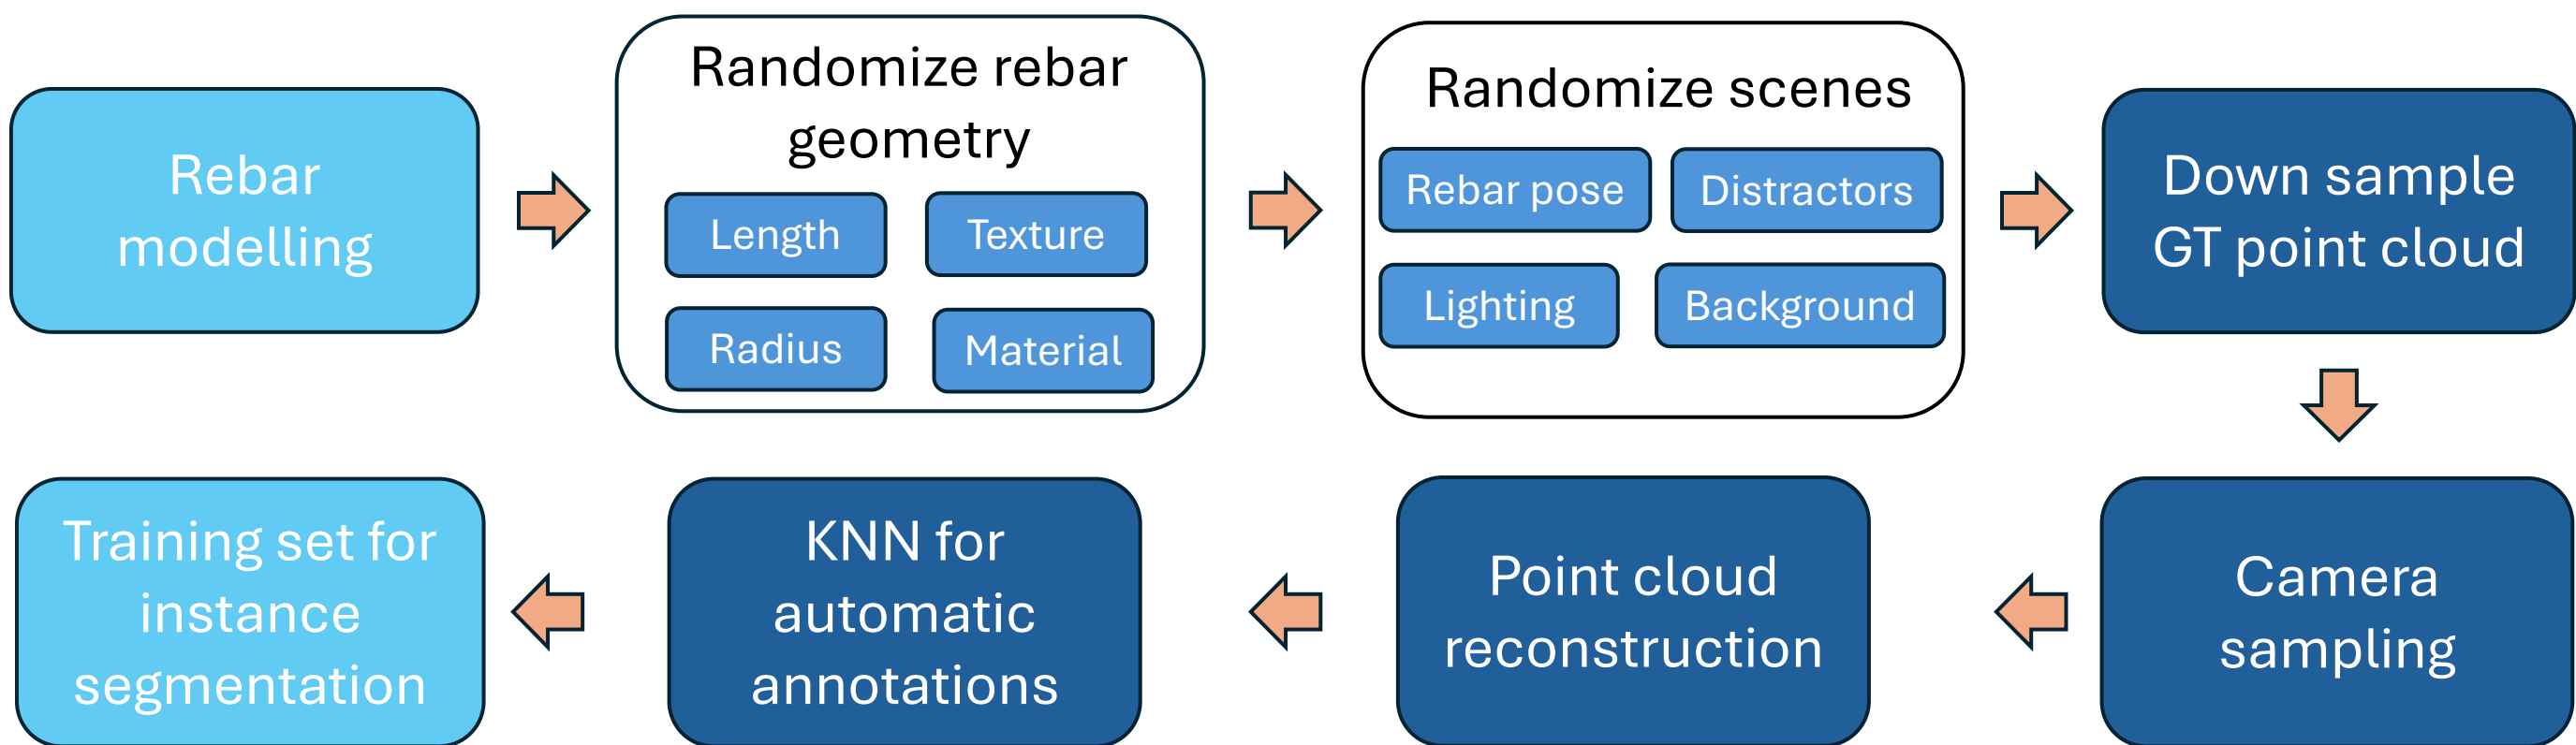 Rebar
modelling
Randomize rebar
geometry
Length
Texture
Radius
Material
Randomize scenes
Rebar pose
Distractors
Lighting
Background
Down sample
GT point cloud
Camera
sampling
Point cloud
reconstruction
KNN for
automatic
annotations
Training set for
instance
segmentation